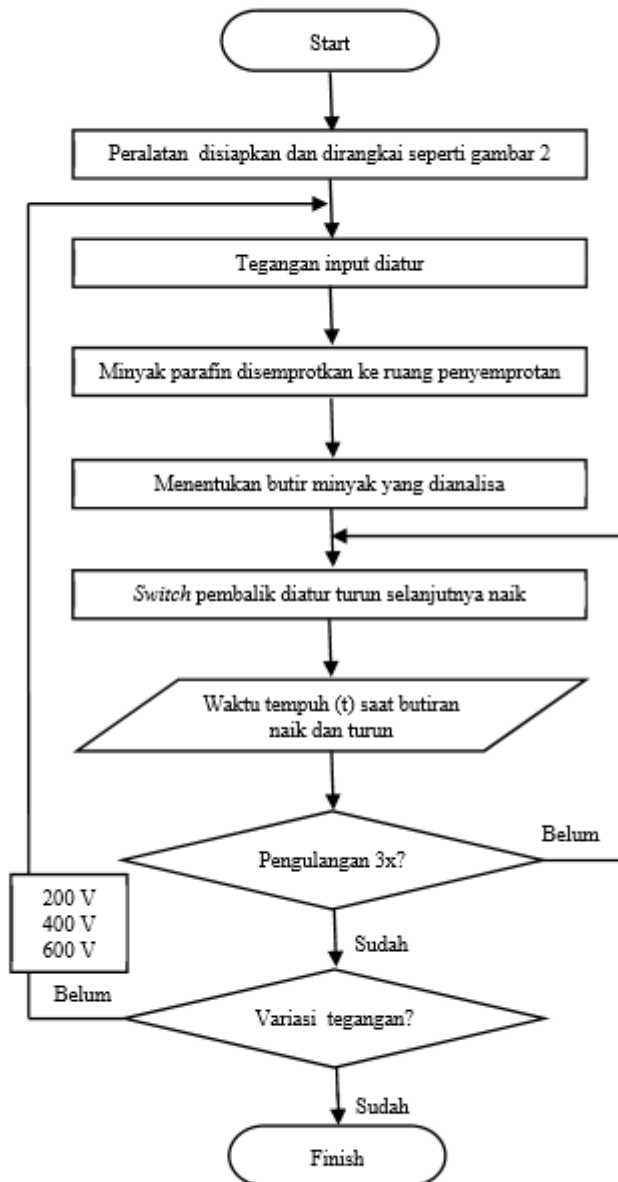 Start
Peralatan disiapkan dan dirangkai seperti gambar 2
Tegangan input diatur
Minyak parafin disemprotkan ke ruang penyemprotan
Menentukan butir minyak yang dianalisa
Switch pembalik diatur turun selanjutnya naik
Waktu tempuh (t) saat butiran
naik dan turun
Pengulangan 3x?
Belum
Sudah
200 V
400 V
600 V
Belum
Variasi tegangan?
Sudah
Finish